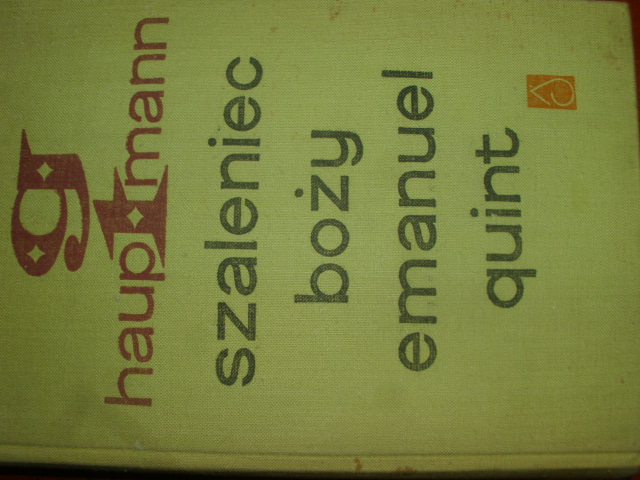 g
hauptmann
szaleniec
boży
emanuel
quint